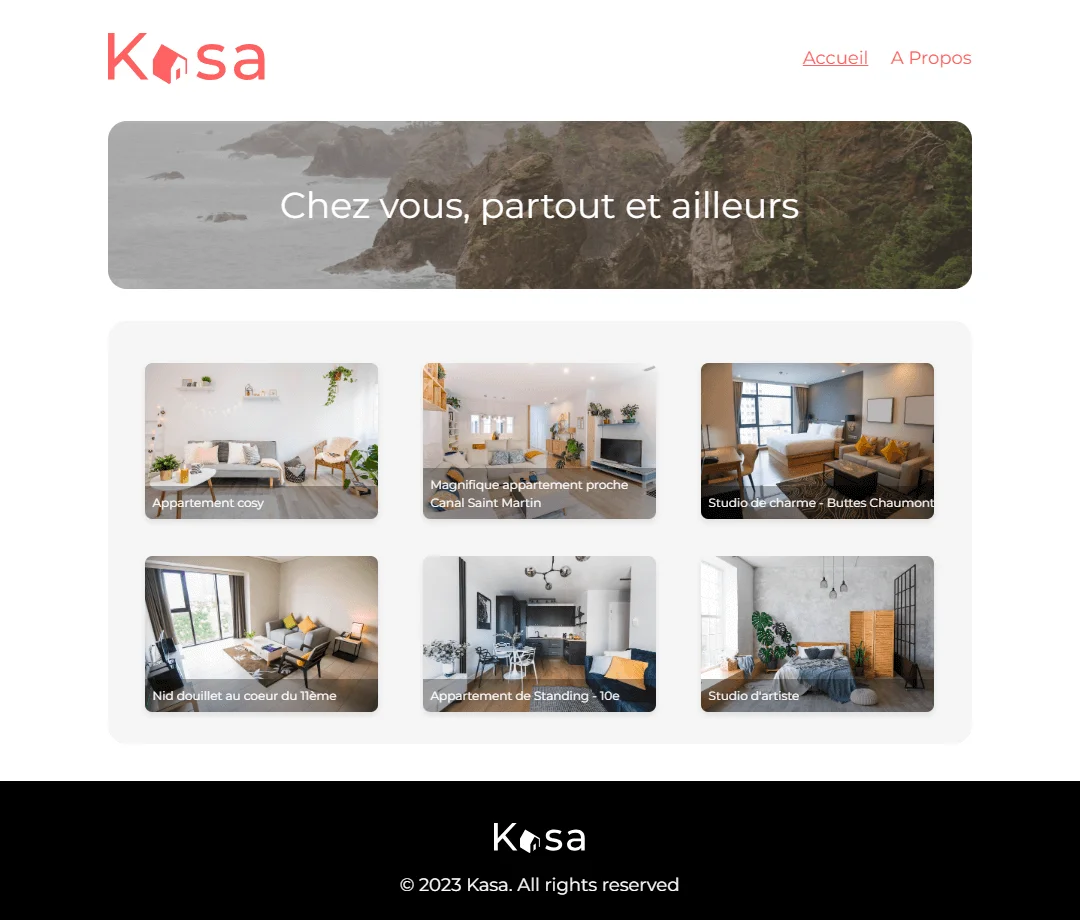 Kasa
Accueil A Propos
Chez vous, partout et ailleurs
Appartement cosy
Magnifique appartement proche
Canal Saint Martin
Studio de charme - Buttes Chaumont
Nid douillet au coeur du 11ème
Appartement de Standing - 10e
Studio d'artiste
Kasa
© 2023 Kasa. All rights reserved